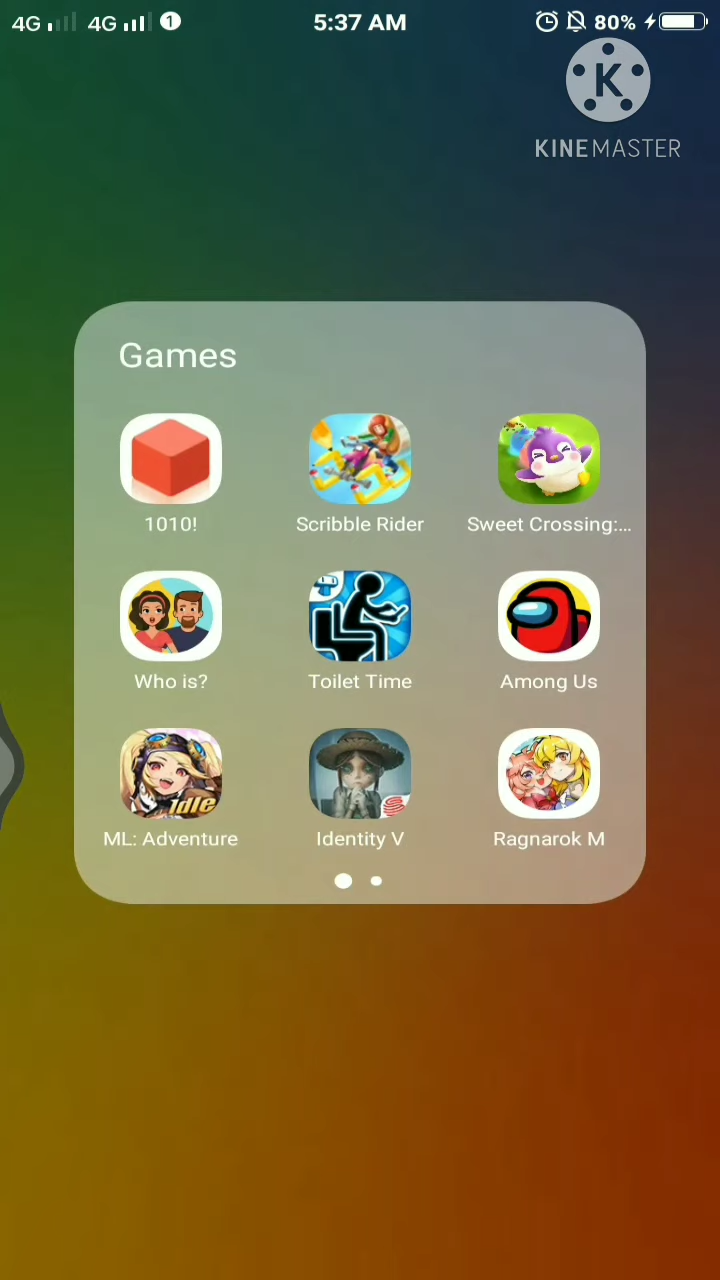 4G 4G 1 5:37 AM 80%
K
KINEMASTER
Games
1010! Scribble Rider Sweet Crossing:...
Who is? Toilet Time Among Us
idle
ML: Adventure Identity V Ragnarok M